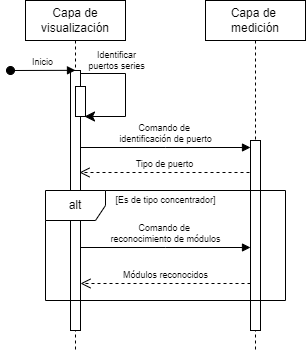 Capa de
visualización
Capa de
medición
Identificar
puertos series
Inicio
Comando de
identificación de puerto
Tipo de puerto
alt
[Es de tipo concentrador]
Comando de
reconocimiento de módulos
Módulos reconocidos